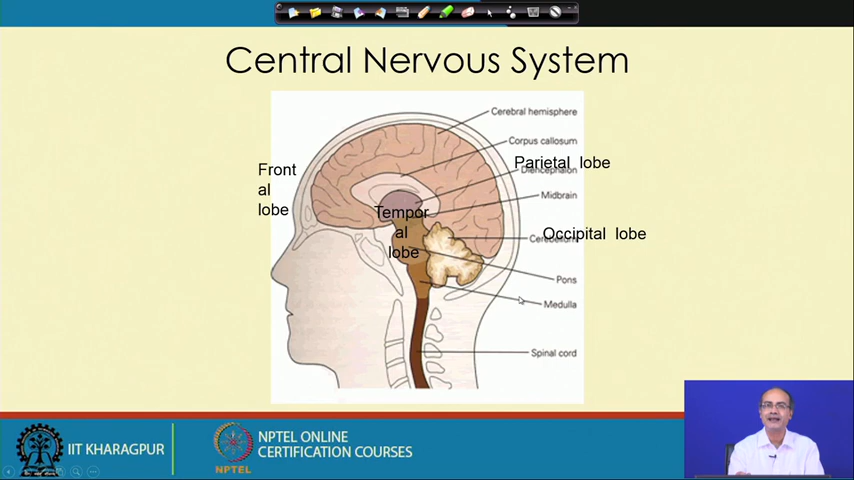 Central Nervous System
Cerebral hemisphere
Corpus callosum
Parietal lobe
Diencephalon
Front
al
lobe
Midbrain
Tempor
al
lobe
Occipital lobe
Cerebellum
Pons
Medulla
Spinal cord
IIT KHARAGPUR
NPTEL
NPTEL ONLINE
CERTIFICATION COURSES